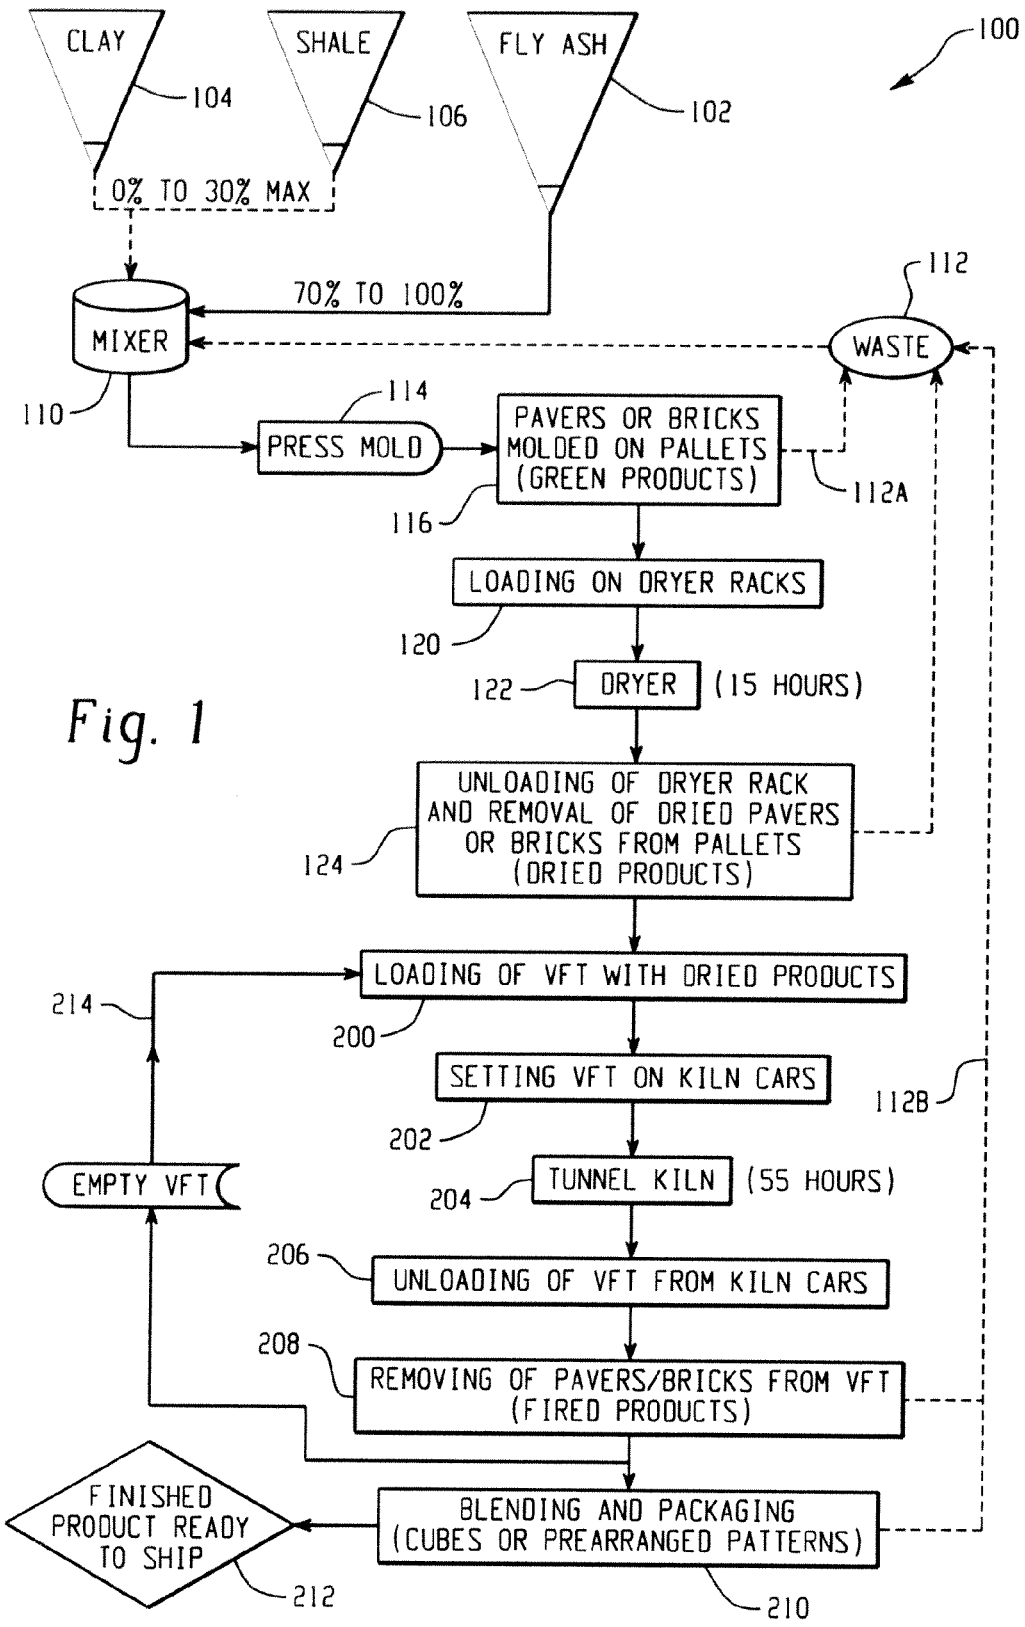 CLAY
SHALE
FLY ASH
100
104
106
102
0% TO 30% MAX
112
70% TO 100%
MIXER
WASTE
110
114
PRESS MOLD
PAVERS OR BRICKS
MOLDED ON PALLETS
(GREEN PRODUCTS)
112A
116
LOADING ON DRYER RACKS
120
122
DRYER
(15 HOURS)
Fig. 1
UNLOADING OF DRYER RACK
AND REMOVAL OF DRIED PAVERS
OR BRICKS FROM PALLETS
(DRIED PRODUCTS)
124
LOADING OF VFT WITH DRIED PRODUCTS
214
200
SETTING VFT ON KILN CARS
112B
202
EMPTY VFT
TUNNEL KILN
(55 HOURS)
204
206
UNLOADING OF VFT FROM KILN CARS
208
REMOVING OF PAVERS/BRICKS FROM VFT
(FIRED PRODUCTS)
FINISHED
PRODUCT READY
TO SHIP
BLENDING AND PACKAGING
(CUBES OR PREARRANGED PATTERNS)
212
210